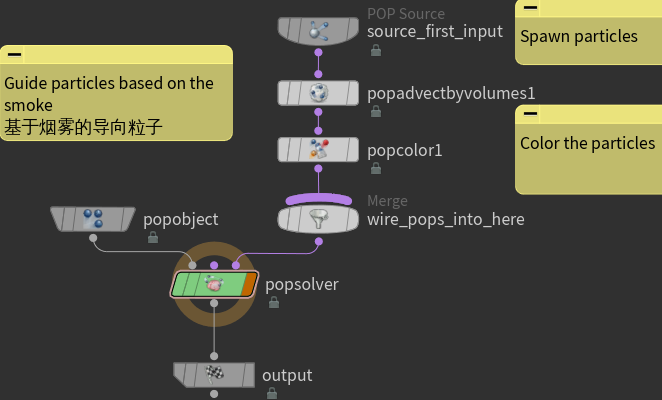 POP Source
source_first_input
Spawn particles
Guide particles based on the
smoke
基于烟雾的导向粒子
popadvectbyvolumes1
popcolor1
Color the particles
Merge
wire_pops_into_here
popobject
popsolver
output